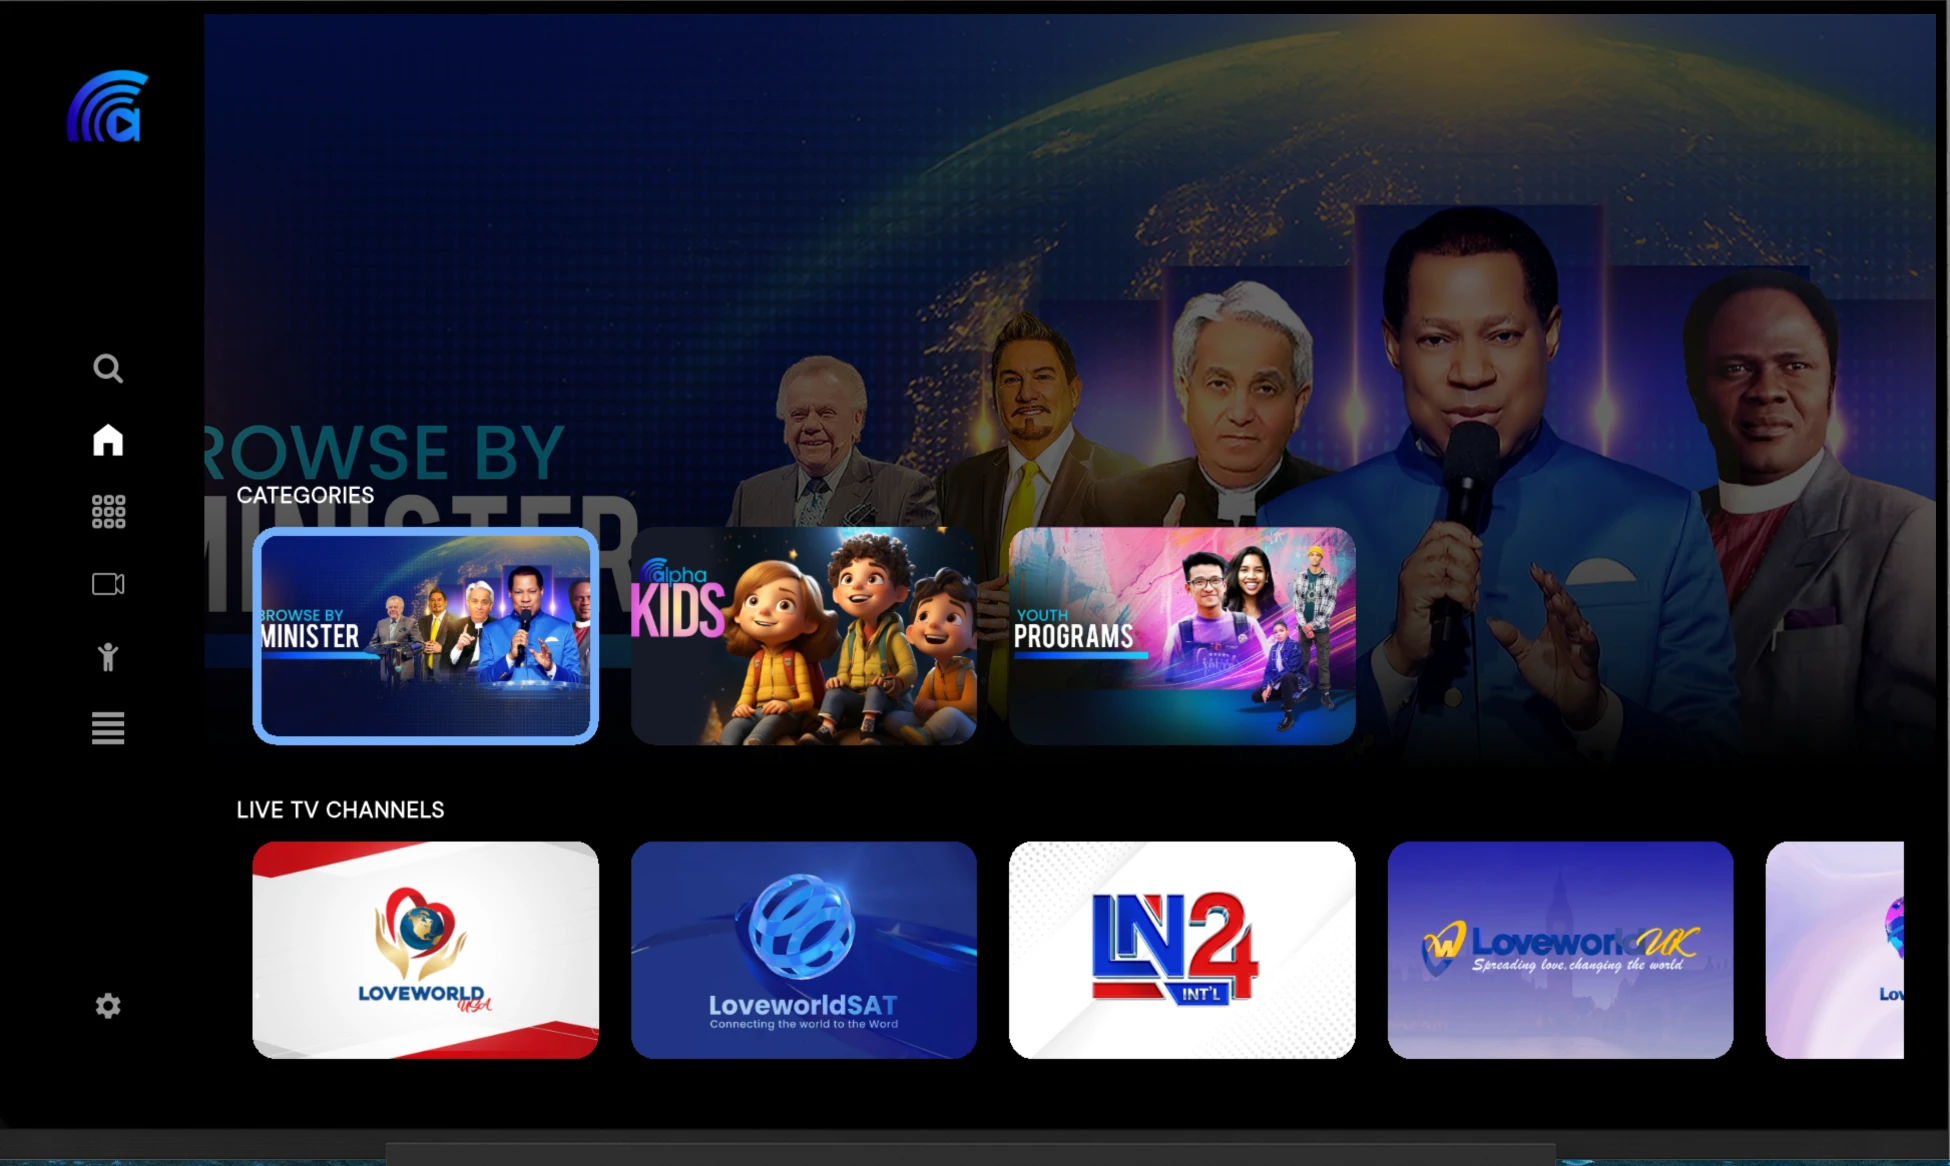 ROWSE BY
MINISTER
CATEGORIES
BROWSE BY
MINISTER
alpha
KIDS
YOUTH
PROGRAMS
LIVE TV CHANNELS
LOVEWORLD
USA
LoveworldSAT
Connecting the world to the Word
LN24
INT'L
LoveworldUK
Spreading love, changing the world
Lov